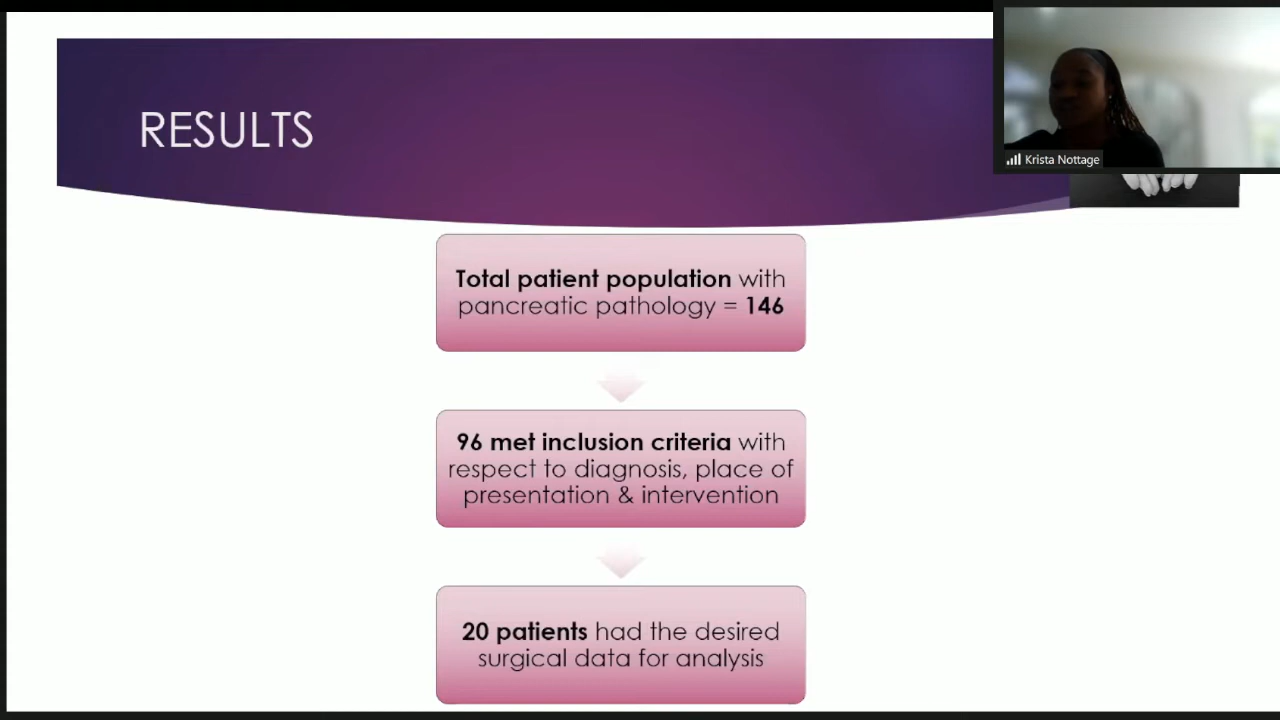 RESULTS
Krista Nottage
Total patient population with
pancreatic pathology = 146
96 met inclusion criteria with
respect to diagnosis, place of
presentation & intervention
20 patients had the desired
surgical data for analysis